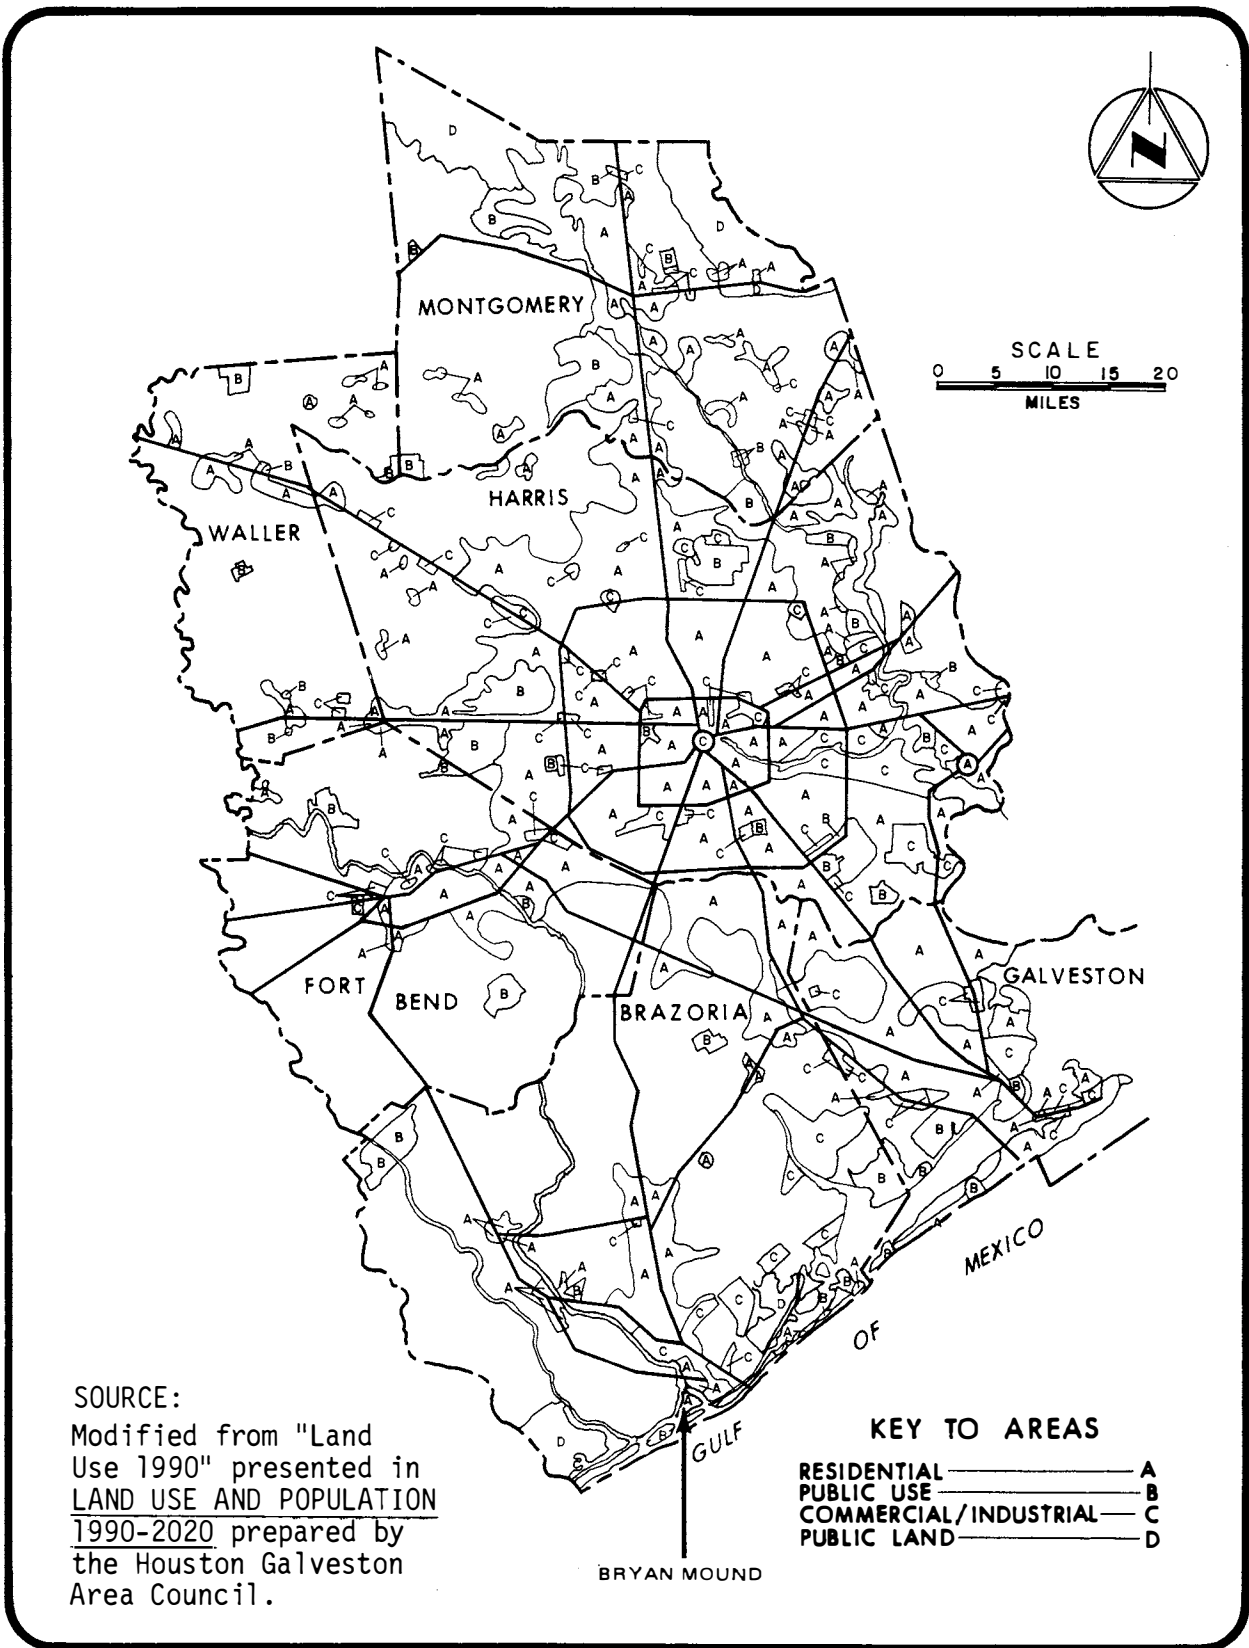 N
MONTGOMERY
SCALE
0 5 10 15 20
MILES
HARRIS
WALLER
GALVESTON
FORT BEND
BRAZORIA
GULF OF MEXICO
SOURCE:
Modified from "Land
Use 1990" presented in
LAND USE AND POPULATION
1990-2020 prepared by
the Houston Galveston
Area Council.
KEY TO AREAS
RESIDENTIAL A
PUBLIC USE B
COMMERCIAL/INDUSTRIAL C
PUBLIC LAND D
BRYAN MOUND